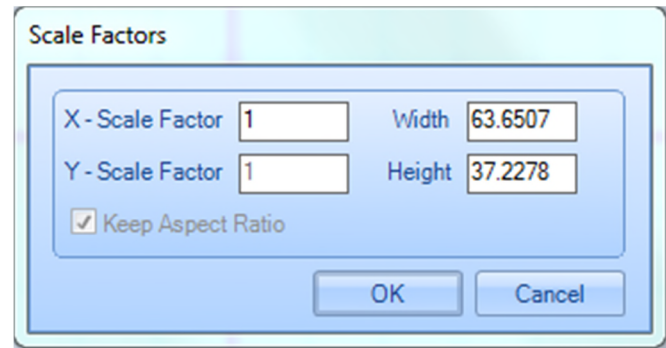 Scale Factors
X - Scale Factor 1 Width 63.6507
Y - Scale Factor 1 Height 37.2278
Keep Aspect Ratio
OK Cancel